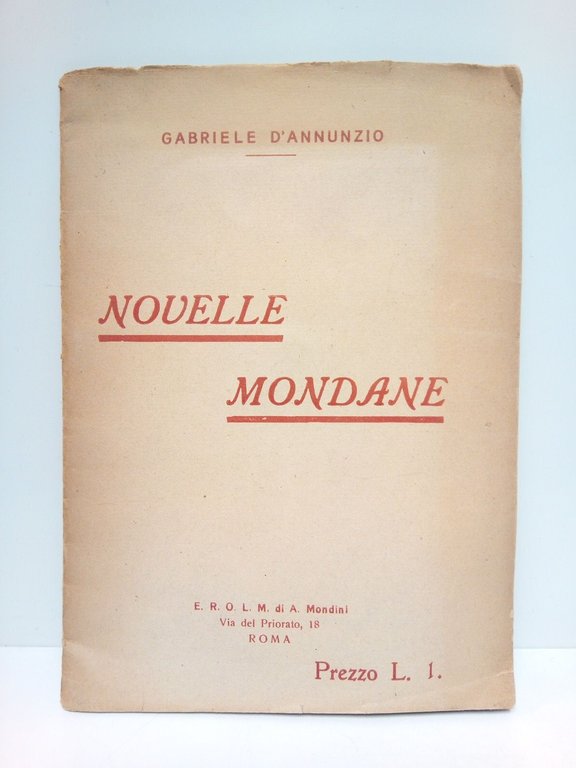 GABRIELE D'ANNUNZIO
NOVELLE
MONDANE
E. R. O. L. M. di A. Mondini
Via del Priorato, 18
ROMA
Prezzo L. 1.